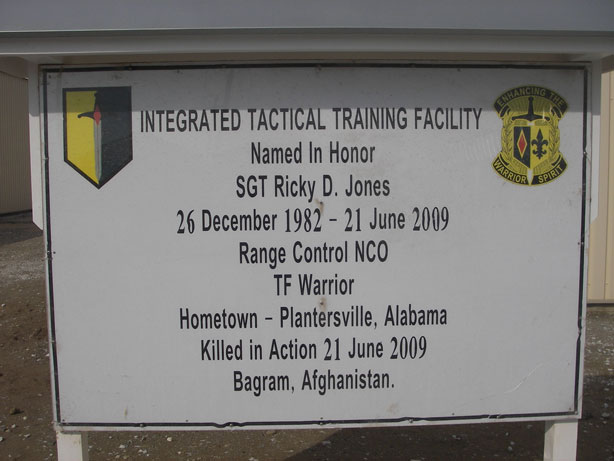 INTEGRATED TACTICAL TRAINING FACILITY
Named In Honor
SGT Ricky D. Jones
26 December 1982 - 21 June 2009
Range Control NCO
TF Warrior
Hometown - Plantersville, Alabama
Killed in Action 21 June 2009
Bagram, Afghanistan.
ENHANCING THE
WARRIOR SPIRIT